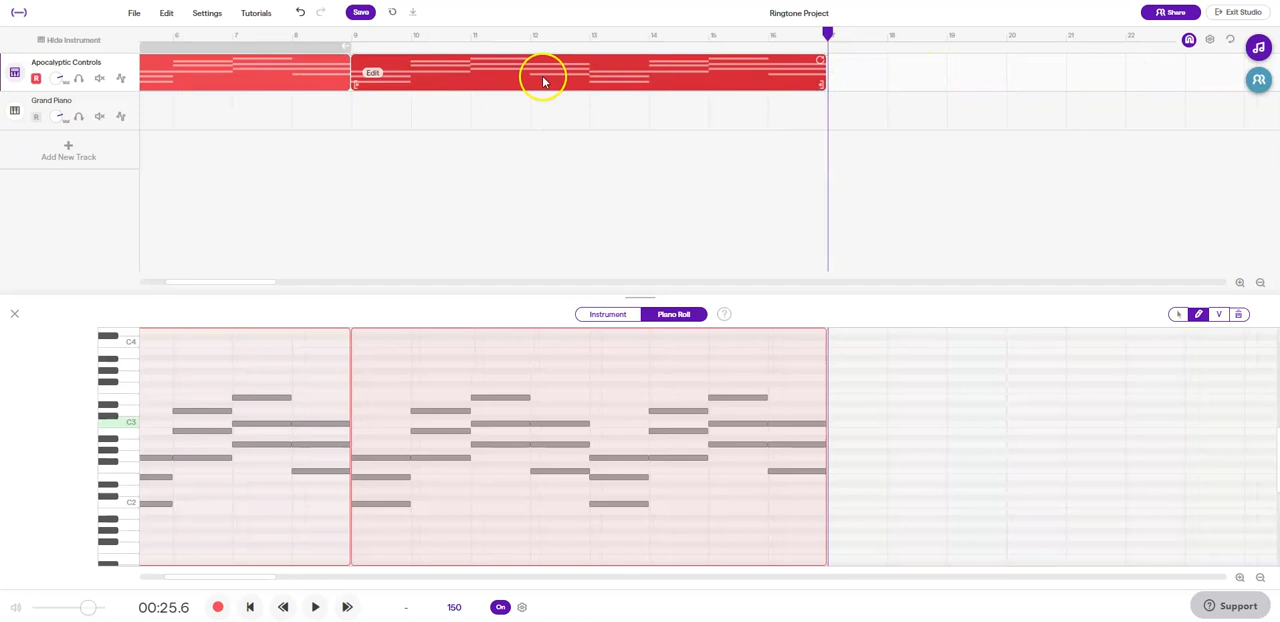 File Edit Settings Tutorials Save Ringtone Project Share Exit Studio
Hide Instrument 6 7 8 9 10 11 12 13 14 15 16 18 19 20 21 22
Apocalyptic Controls
R
Edit
Grand Piano
R
Add New Track
Instrument Piano Roll ? V
C4
C3
C2
00:25.6 - 150 On
Support